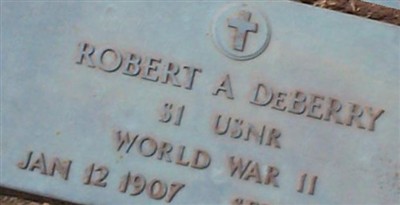 ROBERT A DEBERRY
S1 USNR
WORLD WAR II
JAN 12 1907